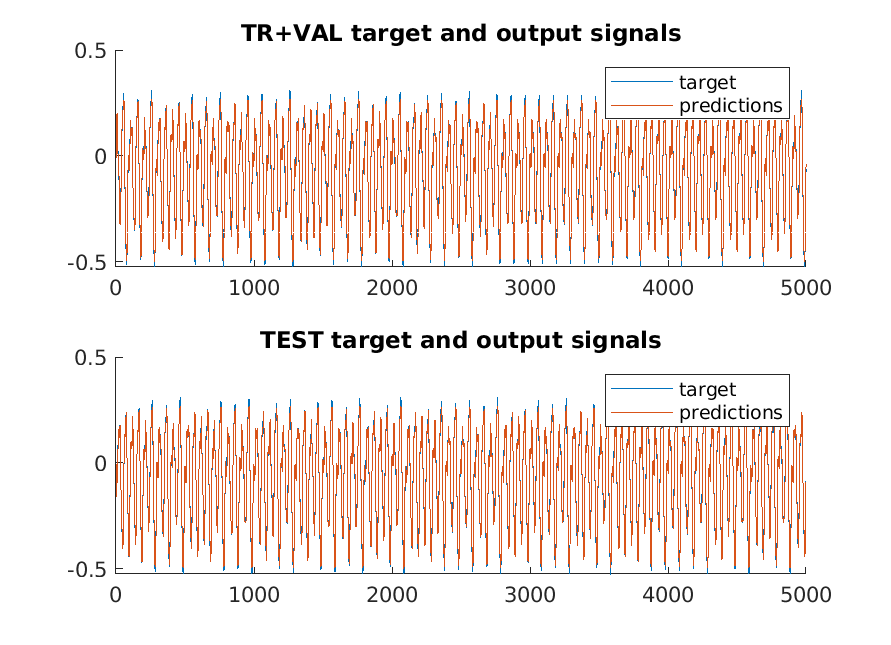 TR+VAL target and output signals
0.5
target
predictions
0
-0.5
0 1000 2000 3000 4000 5000
TEST target and output signals
0.5
target
predictions
0
-0.5
0 1000 2000 3000 4000 5000